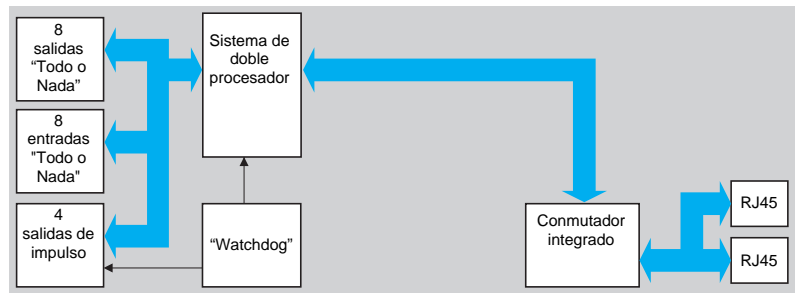 8
salidas
“Todo o
Nada”
Sistema de
doble
procesador
8
entradas
"Todo o
Nada"
4
salidas de
impulso
“Watchdog”
Conmutador
integrado
RJ45
RJ45